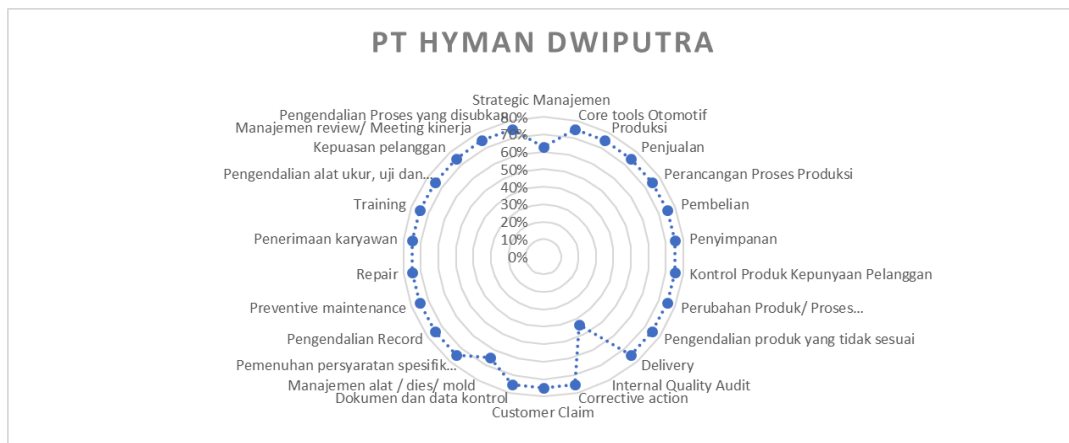 PT HYMAN DWIPUTRA
Strategic Manajemen
Core tools Otomotif
Produksi
Penjualan
Perancangan Proses Produksi
Pembelian
Penyimpanan
Kontrol Produk Kepunyaan Pelanggan
Perubahan Produk/ Proses...
Pengendalian produk yang tidak sesuai
Delivery
Internal Quality Audit
Corrective action
Customer Claim
Dokumen dan data kontrol
Manajemen alat / dies/ mold
Pemenuhan persyaratan spesifik...
Pengendalian Record
Preventive maintenance
Repair
Penerimaan karyawan
Training
Pengendalian alat ukur, uji dan...
Kepuasan pelanggan
Manajemen review/ Meeting kinerja
Pengendalian Proses yang disubkan
80%
70%
60%
50%
40%
30%
20%
10%
0%